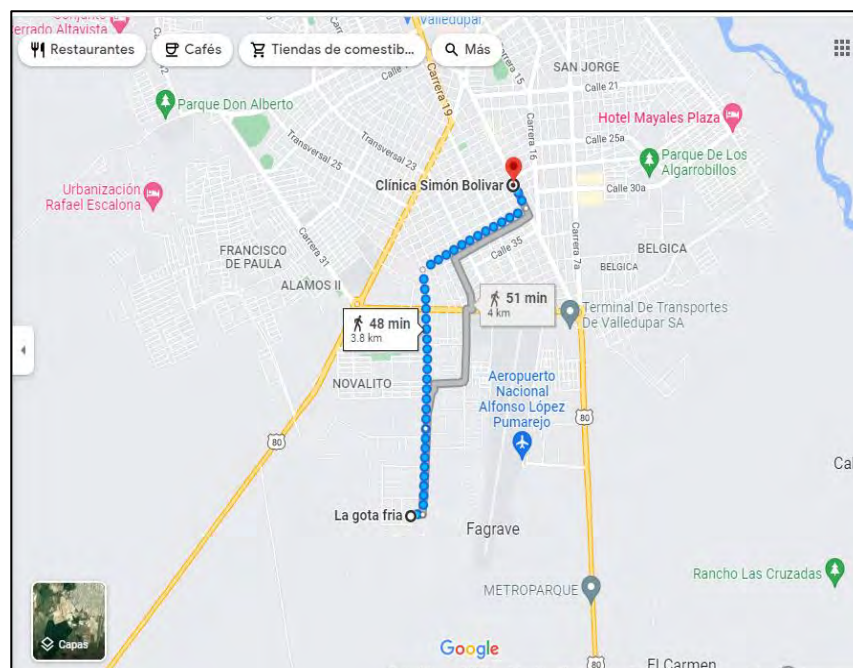 Conjunto
Cerrado Altavista
Valledupar
Restaurantes
Cafés
Tiendas de comestib...
Más
SAN JORGE
Calle 21
Carrera 15
Carrera 19
Carrera 16
Parque Don Alberto
Transversal 25
Transversal 23
Calle 25a
Hotel Mayales Plaza
Parque De Los
Algarrobillos
Clínica Simón Bolivar
Calle 30a
Urbanización
Rafael Escalona
FRANCISCO
DE PAULA
Carrera 31
Calle 35
Carrera 7a
BELGICA
BELGICA
ALAMOS II
51 min
4 km
48 min
3.8 km
Terminal De Transportes
De Valledupar SA
NOVALITO
Aeropuerto
Nacional
Alfonso López
Pumarejo
80
80
La gota fria
Fagrave
METROPARQUE
Rancho Las Cruzadas
Capas
Google
El Carmen
80